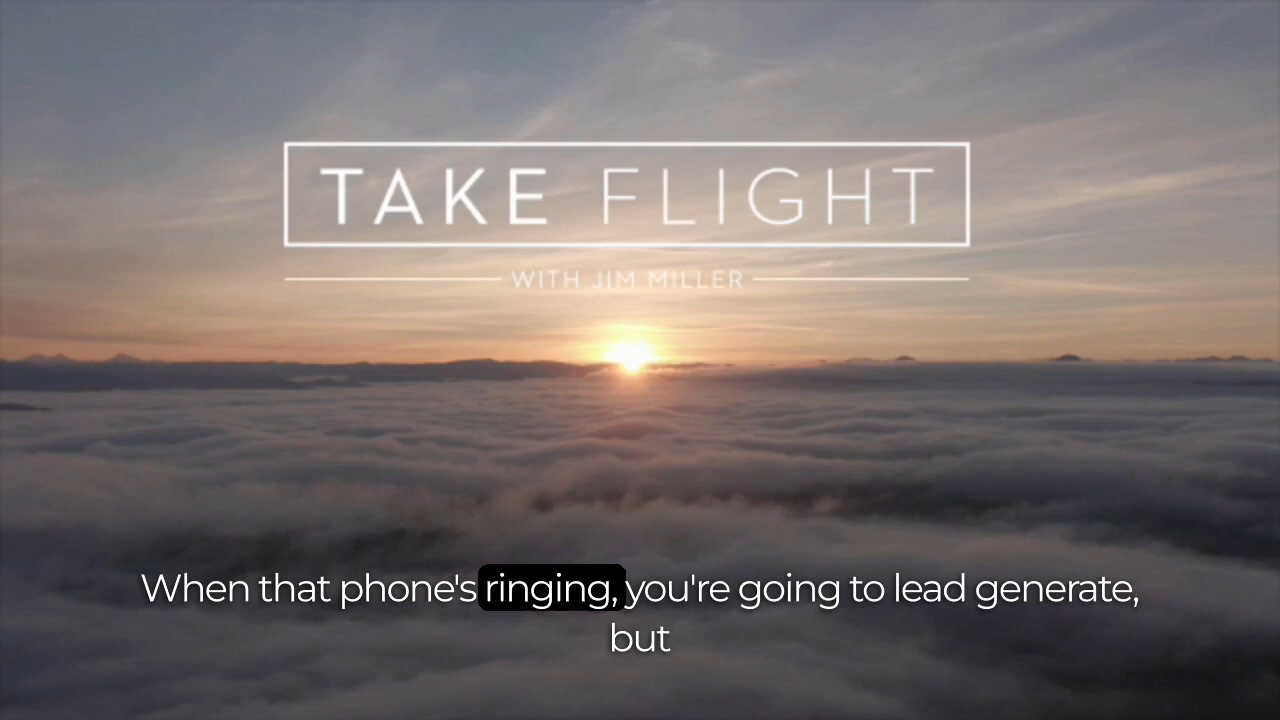 TAKE FLIGHT
WITH JIM MILLER
When that phone's ringing, you're going to lead generate,
but